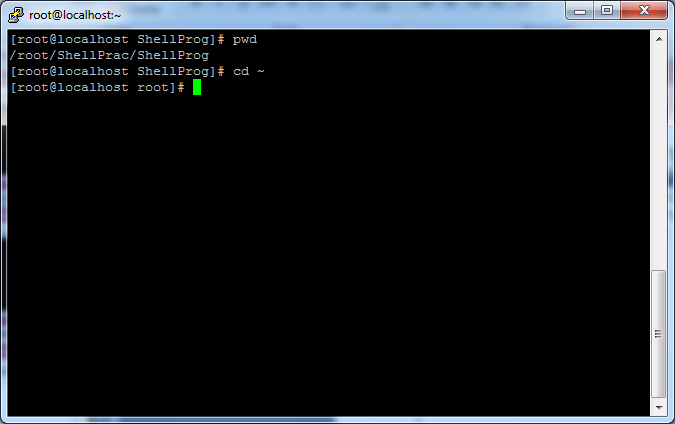 root@localhost:~
[root@localhost ShellProg]# pwd
/root/ShellPrac/ShellProg
[root@localhost ShellProg]# cd ~
[root@localhost root]#